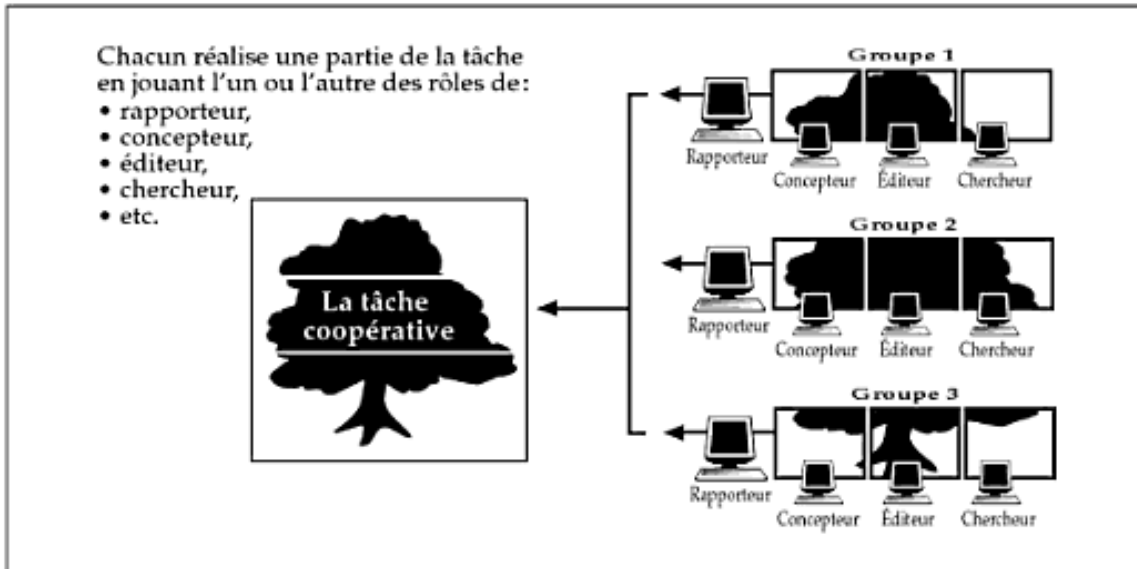 Chacun réalise une partie de la tâche
en jouant l'un ou l'autre des rôles de:
• rapporteur,
• concepteur,
• éditeur,
• chercheur,
• etc.
La tâche
coopérative
Groupe 1
Rapporteur
Concepteur Éditeur Chercheur
Groupe 2
Rapporteur
Concepteur Éditeur Chercheur
Groupe 3
Rapporteur
Concepteur Éditeur Chercheur